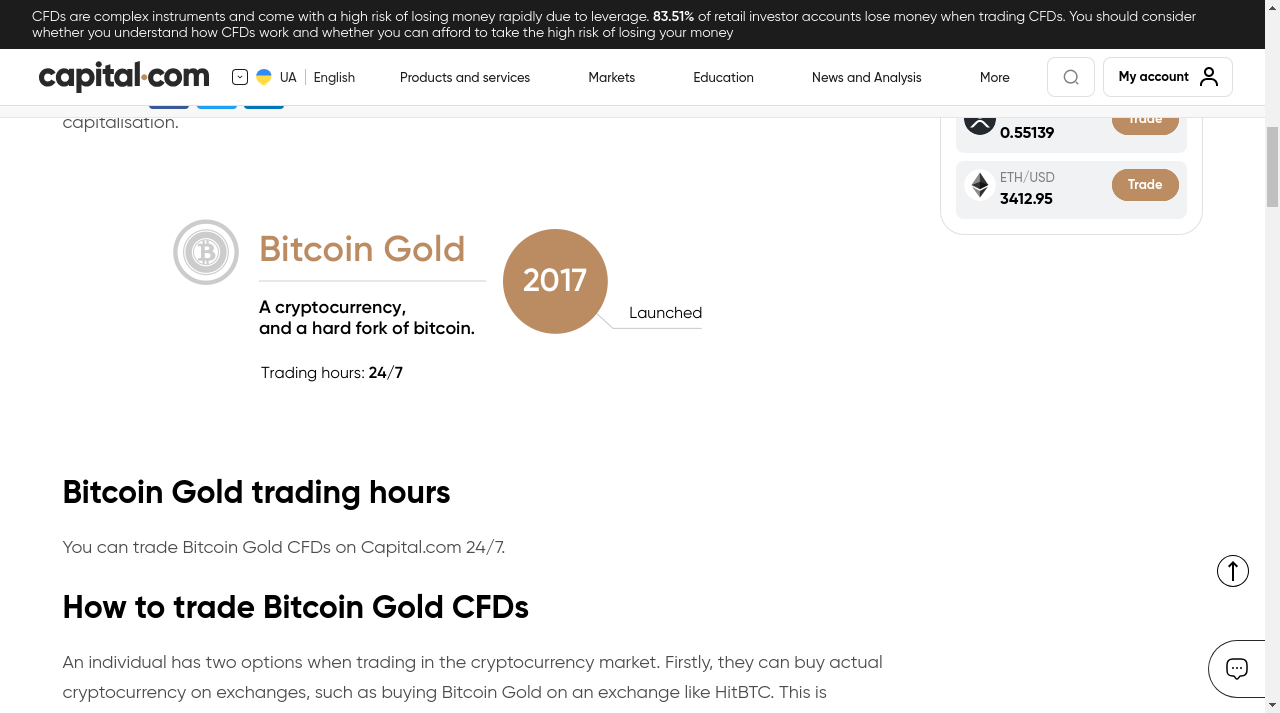 CFDs are complex instruments and come with a high risk of losing money rapidly due to leverage. 83.51% of retail investor accounts lose money when trading CFDs. You should consider
whether you understand how CFDs work and whether you can afford to take the high risk of losing your money
capital.com
UA
English
Products and services
Markets
Education
News and Analysis
More
My account
capitalisation.
0.55139
Trade
ETH/USD
3412.95
Trade
Bitcoin Gold
A cryptocurrency,
and a hard fork of bitcoin.
Trading hours: 24/7
2017
Launched
Bitcoin Gold trading hours
You can trade Bitcoin Gold CFDs on Capital.com 24/7.
How to trade Bitcoin Gold CFDs
An individual has two options when trading in the cryptocurrency market. Firstly, they can buy actual
cryptocurrency on exchanges, such as buying Bitcoin Gold on an exchange like HitBTC. This is